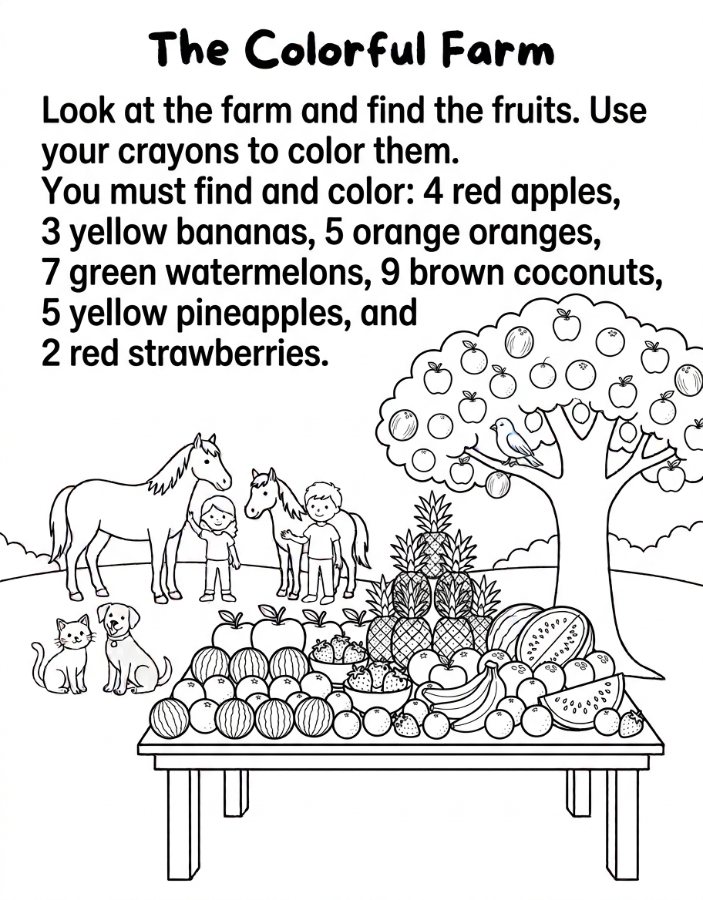 The Colorful Farm
Look at the farm and find the fruits. Use
your crayons to color them.
You must find and color: 4 red apples,
3 yellow bananas, 5 orange oranges,
7 green watermelons, 9 brown coconuts,
5 yellow pineapples, and
2 red strawberries.